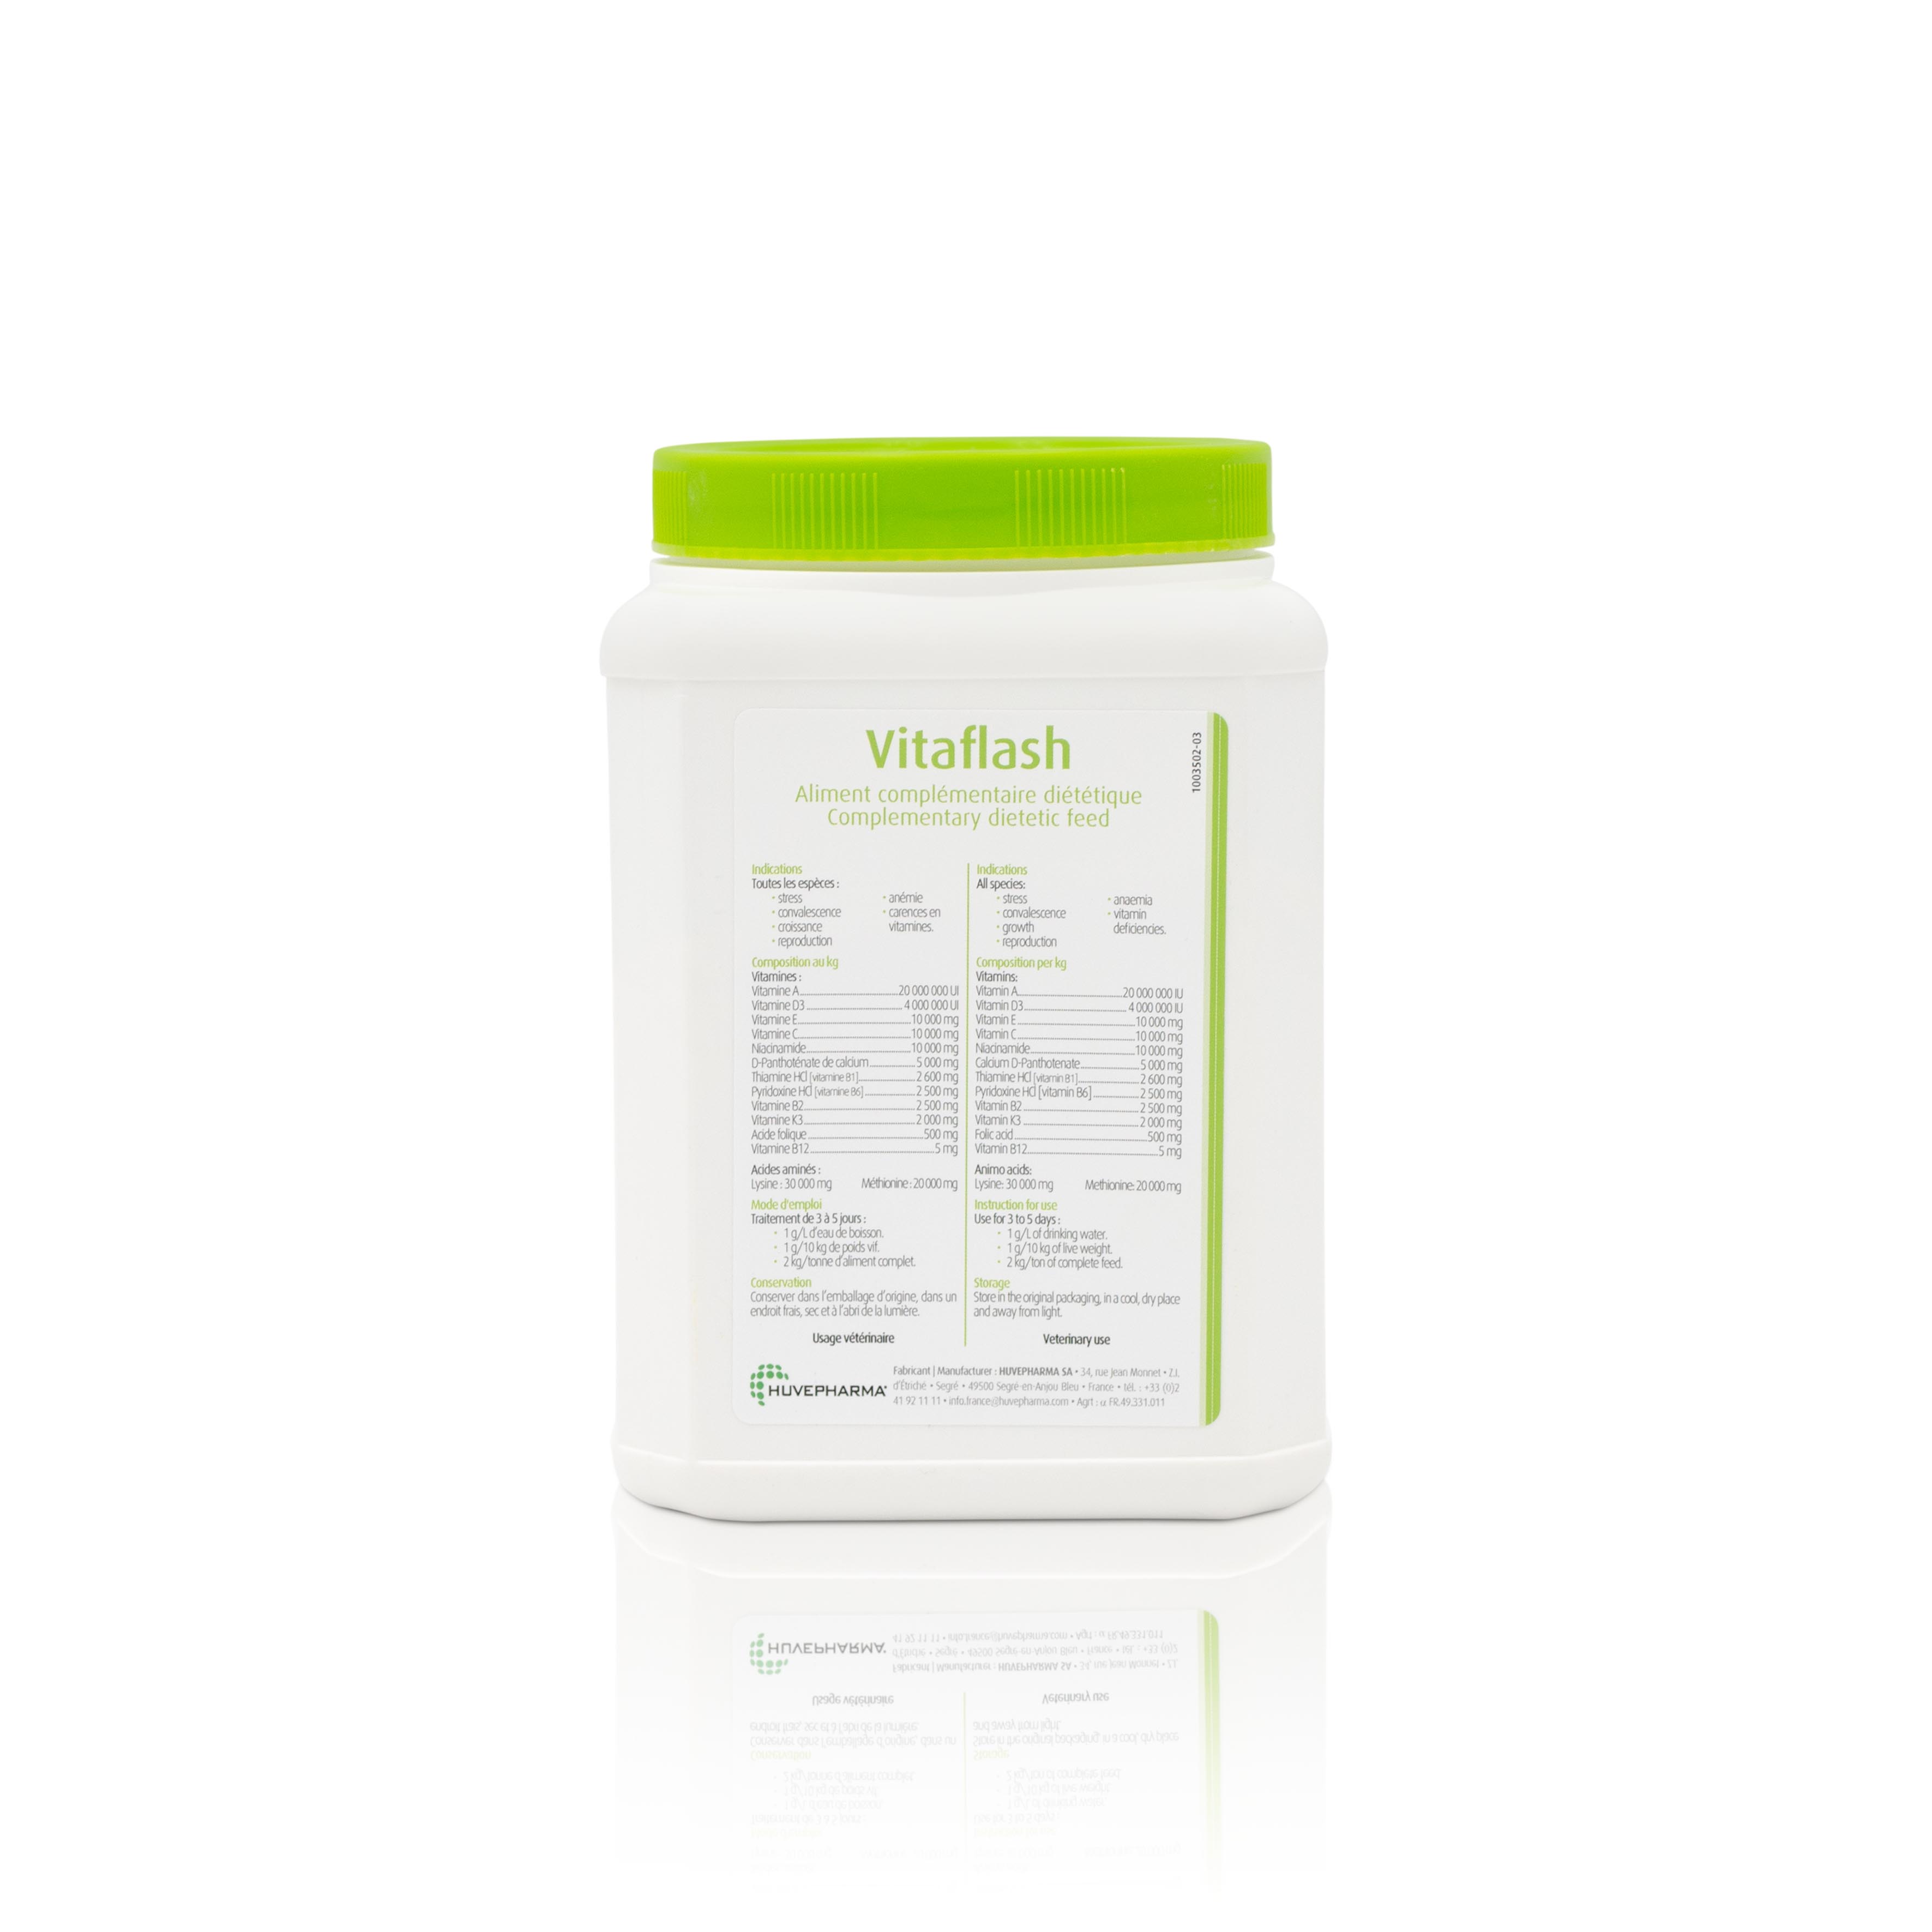 Vitaflash
1003502-03
Aliment complémentaire diététique
Complementary dietetic feed
Indications
Toutes les espèces :
• stress
• convalescence
• croissance
• reproduction
• anémie
• carences en
vitamines.
Composition au kg
Vitamines :
Vitamine A 20 000 000 UI
Vitamine D3 4 000 000 UI
Vitamine E 10 000 mg
Vitamine C 10 000 mg
Niacinamide 10 000 mg
D-Panthoténate de calcium 5 000 mg
Thiamine HCl [vitamine B1] 2 600 mg
Pyridoxine HCl [vitamine B6] 2 500 mg
Vitamine B2 2 500 mg
Vitamine K3 2 000 mg
Acide folique 500 mg
Vitamine B12 5 mg
Acides aminés :
Lysine : 30 000 mg Méthionine : 20 000 mg
Mode d'emploi
Traitement de 3 à 5 jours :
• 1 g/L d'eau de boisson.
• 1 g/10 kg de poids vif.
• 2 kg/tonne d'aliment complet.
Conservation
Conserver dans l'emballage d'origine, dans un
endroit frais, sec et à l'abri de la lumière.
Usage vétérinaire
Indications
All species:
• stress
• convalescence
• growth
• reproduction
• anaemia
• vitamin
deficiencies.
Composition per kg
Vitamins:
Vitamin A 20 000 000 IU
Vitamin D3 4 000 000 IU
Vitamin E 10 000 mg
Vitamin C 10 000 mg
Niacinamide 10 000 mg
Calcium D-Panthotenate 5 000 mg
Thiamine HCl [vitamin B1] 2 600 mg
Pyridoxine HCl [vitamin B6] 2 500 mg
Vitamin B2 2 500 mg
Vitamin K3 2 000 mg
Folic acid 500 mg
Vitamin B12 5 mg
Animo acids:
Lysine: 30 000 mg Methionine: 20 000 mg
Instruction for use
Use for 3 to 5 days :
• 1 g/L of drinking water.
• 1 g/10 kg of live weight.
• 2 kg/ton of complete feed.
Storage
Store in the original packaging, in a cool, dry place
and away from light.
Veterinary use
HUVEPHARMA
Fabricant | Manufacturer : HUVEPHARMA SA • 34, rue Jean Monnet • Z.I.
d'Étriché • Segré • 49500 Segré-en-Anjou Bleu • France • tél. : +33 (0)2
41 92 11 11 • info.france@huvepharma.com • Agrt : α FR.49.331.011